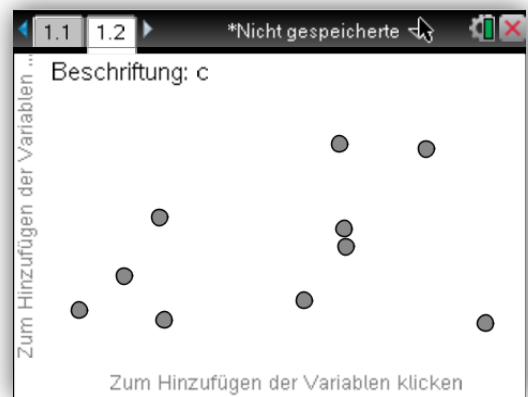 1.1 1.2 *Nicht gespeicherte
Beschriftung: c
Zum Hinzufügen der Variablen ...
Zum Hinzufügen der Variablen klicken